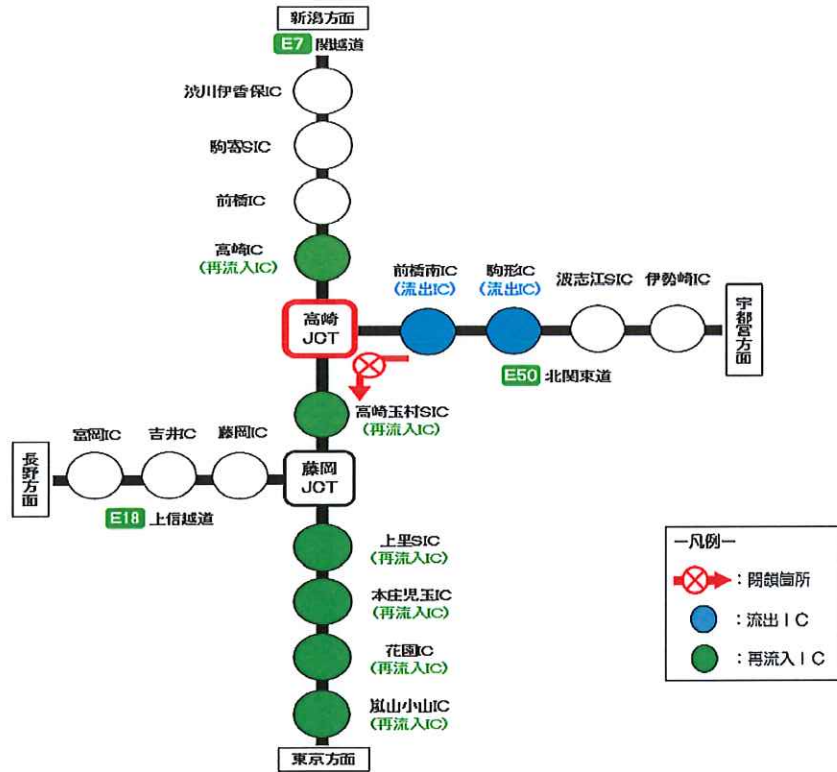 新潟方面
E7 関越道
渋川伊香保IC
駒寄SIC
前橋IC
高崎IC
(再流入IC)
前橋南IC
(流出IC)
駒形IC
(流出IC)
波志江SIC
伊勢崎IC
高崎
JCT
宇都宮方面
E50 北関東道
高崎玉村SIC
(再流入IC)
富岡IC
吉井IC
藤岡IC
長野方面
藤岡
JCT
E18 上信越道
上里SIC
(再流入IC)
本庄児玉IC
(再流入IC)
花園IC
(再流入IC)
嵐山小川IC
(再流入IC)
東京方面
ー凡例ー
：閉鎖箇所
：流出IC
：再流入IC